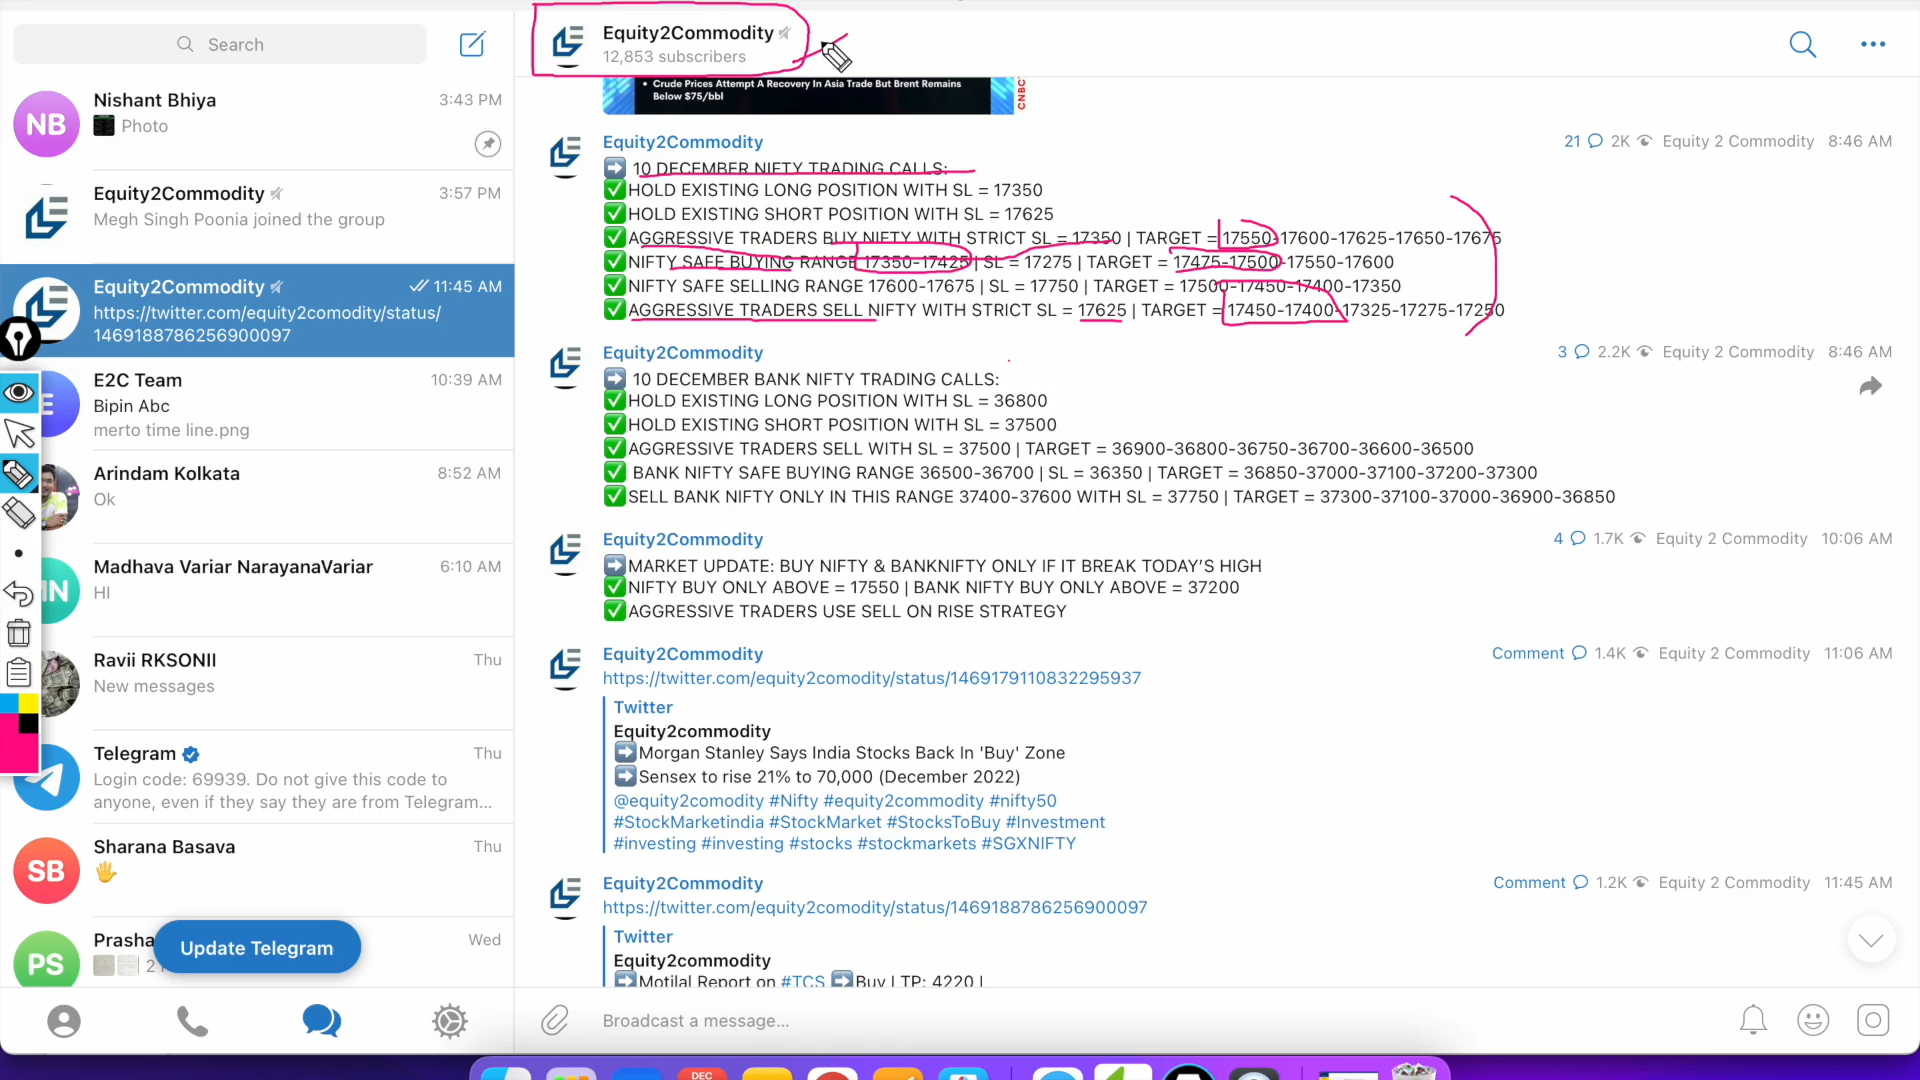 Search
Nishant Bhiya
3:43 PM
NB
Photo
Equity2Commodity
3:57 PM
Megh Singh Poonia joined the group
Equity2Commodity
11:45 AM
https://twitter.com/equity2comodity/status/
1469188786256900097
E2C Team
10:39 AM
Bipin Abc
merto time line.png
Arindam Kolkata
8:52 AM
Ok
Madhava Variar NarayanaVariar
6:10 AM
HI
Ravii RKSONII
Thu
New messages
Telegram
Thu
Login code: 69939. Do not give this code to
anyone, even if they say they are from Telegram...
Sharana Basava
Thu
SB
Prasha
Wed
PS
Update Telegram
Equity2Commodity
12,853 subscribers
Crude Prices Attempt A Recovery In Asia Trade But Brent Remains
Below $75/bbl
CNBC
Equity2Commodity
21 2K Equity 2 Commodity 8:46 AM
10 DECEMBER NIFTY TRADING CALLS:
HOLD EXISTING LONG POSITION WITH SL = 17350
HOLD EXISTING SHORT POSITION WITH SL = 17625
AGGRESSIVE TRADERS BUY NIFTY WITH STRICT SL = 17350 | TARGET = 17550-17600-17625-17650-17675
NIFTY SAFE BUYING RANGE 17350-17425 | SL = 17275 | TARGET = 17475-17500-17550-17600
NIFTY SAFE SELLING RANGE 17600-17675 | SL = 17750 | TARGET = 17500-17450-17400-17350
AGGRESSIVE TRADERS SELL NIFTY WITH STRICT SL = 17625 | TARGET = 17450-17400-17325-17275-17250
Equity2Commodity
3 2.2K Equity 2 Commodity 8:46 AM
10 DECEMBER BANK NIFTY TRADING CALLS:
HOLD EXISTING LONG POSITION WITH SL = 36800
HOLD EXISTING SHORT POSITION WITH SL = 37500
AGGRESSIVE TRADERS SELL WITH SL = 37500 | TARGET = 36900-36800-36750-36700-36600-36500
BANK NIFTY SAFE BUYING RANGE 36500-36700 | SL = 36350 | TARGET = 36850-37000-37100-37200-37300
SELL BANK NIFTY ONLY IN THIS RANGE 37400-37600 WITH SL = 37750 | TARGET = 37300-37100-37000-36900-36850
Equity2Commodity
4 1.7K Equity 2 Commodity 10:06 AM
MARKET UPDATE: BUY NIFTY & BANKNIFTY ONLY IF IT BREAK TODAY'S HIGH
NIFTY BUY ONLY ABOVE = 17550 | BANK NIFTY BUY ONLY ABOVE = 37200
AGGRESSIVE TRADERS USE SELL ON RISE STRATEGY
Equity2Commodity
Comment 1.4K Equity 2 Commodity 11:06 AM
https://twitter.com/equity2comodity/status/1469179110832295937
Twitter
Equity2commodity
Morgan Stanley Says India Stocks Back In 'Buy' Zone
Sensex to rise 21% to 70,000 (December 2022)
@equity2comodity #Nifty #equity2commodity #nifty50
#StockMarketindia #StockMarket #StocksToBuy #Investment
#investing #investing #stocks #stockmarkets #SGXNIFTY
Equity2Commodity
Comment 1.2K Equity 2 Commodity 11:45 AM
https://twitter.com/equity2comodity/status/1469188786256900097
Twitter
Equity2commodity
Motilal Report on #TCS Buy | TP: 4220 |
Broadcast a message...
DEC